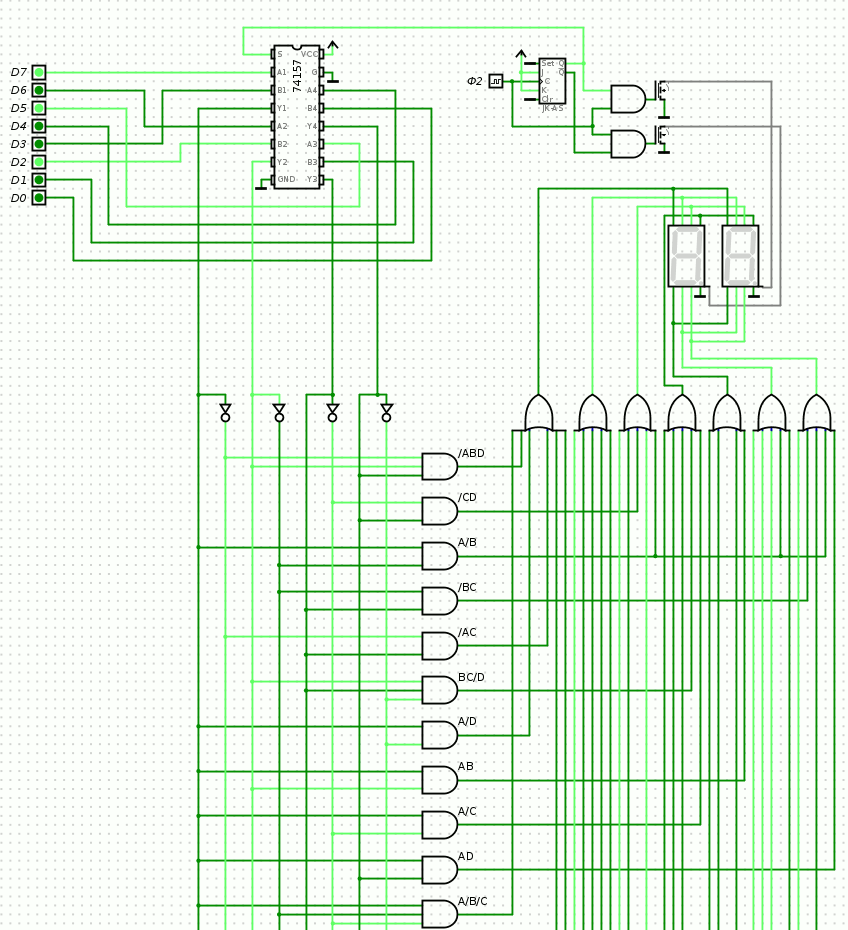 D7
D6
D5
D4
D3
D2
D1
D0
S
A1
B1
Y1
A2
B2
Y2
GND
74157
VCC
G
A4
B4
Y4
A3
B3
Y3
Φ2
Set
J
C
K
Clr
Q
Q
JK-AS
/ABD
/CD
A/B
/BC
/AC
BC/D
A/D
AB
A/C
AD
A/B/C